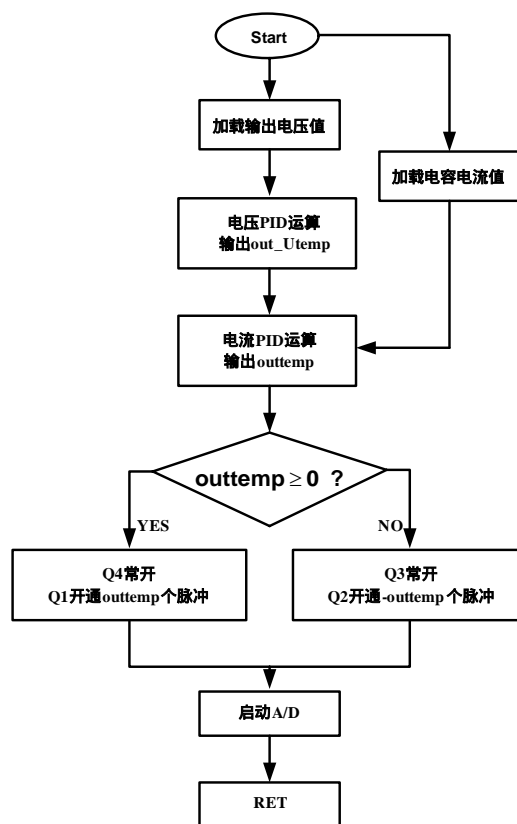 Start
加载输出电压值
加载电容电流值
电压PID运算
输出out_Utemp
电流PID运算
输出outtemp
outtemp ≥ 0 ?
YES
NO
Q4常开
Q1开通outtemp个脉冲
Q3常开
Q2开通-outtemp个脉冲
启动A/D
RET